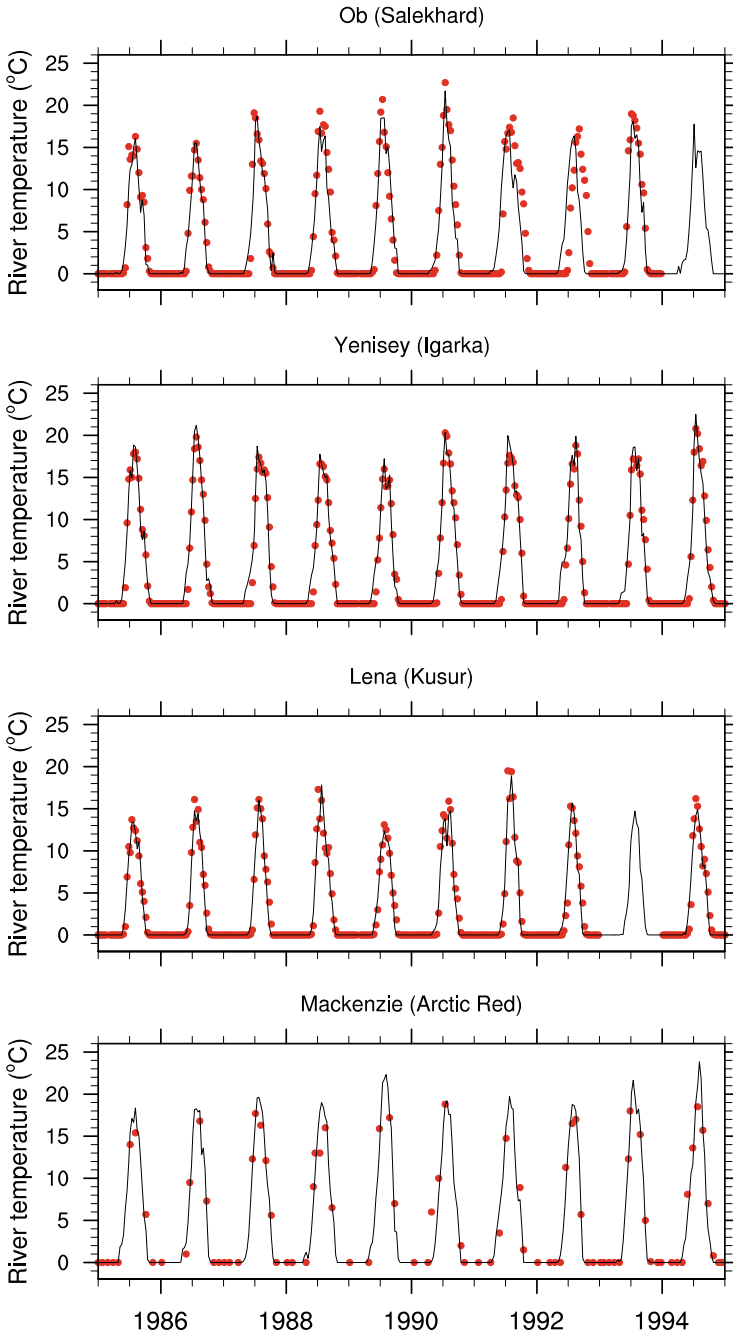 Ob (Salekhard)
River temperature (°C)
25
20
15
10
5
0
Yenisey (Igarka)
River temperature (°C)
25
20
15
10
5
0
Lena (Kusur)
River temperature (°C)
25
20
15
10
5
0
Mackenzie (Arctic Red)
River temperature (°C)
25
20
15
10
5
0
1986 1988 1990 1992 1994